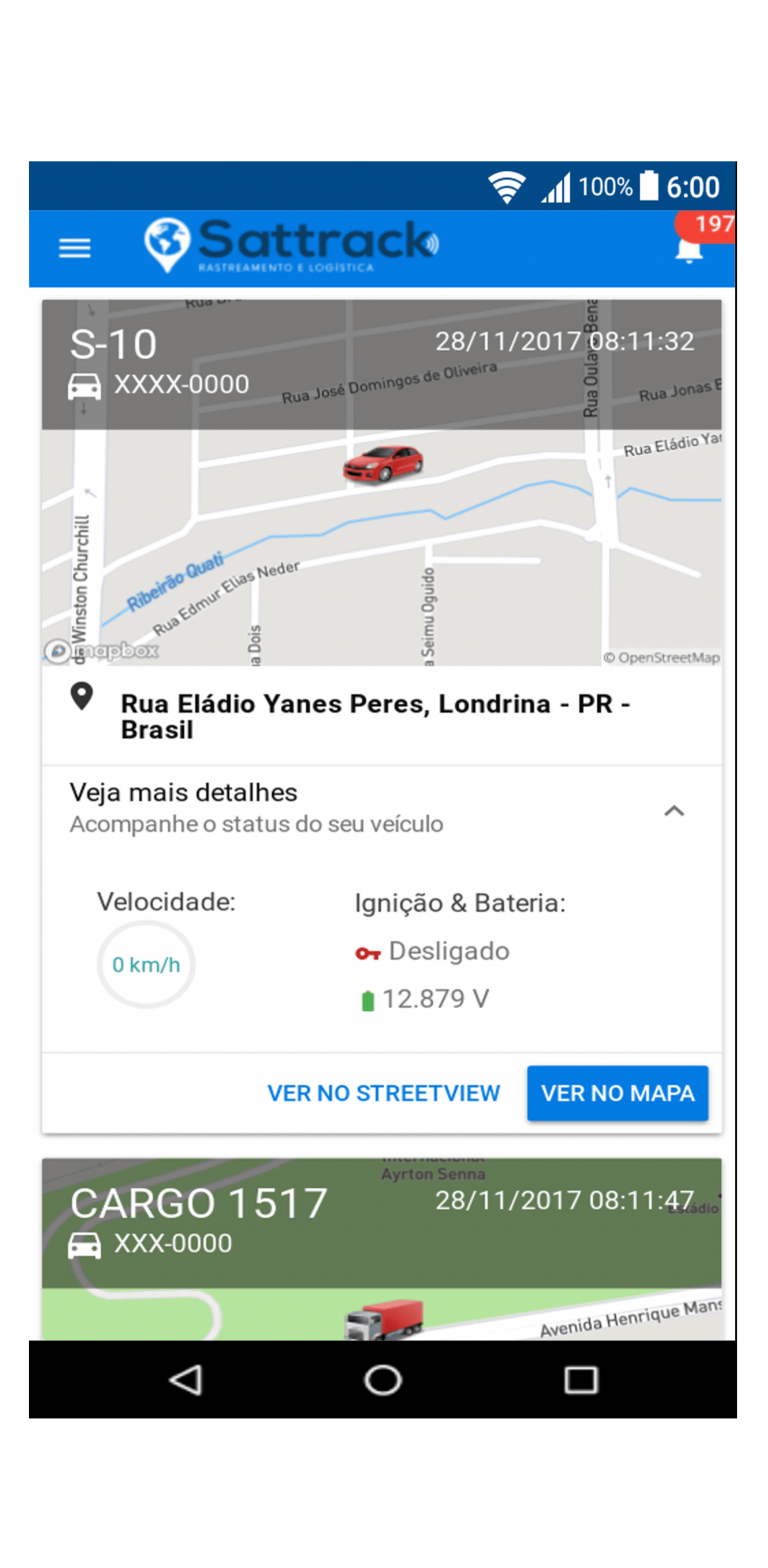 100% 6:00
Sattrack
RASTREAMENTO E LOGÍSTICA
197
S-10
28/11/2017 08:11:32
XXXX-0000
Rua José Domingos de Oliveira
Rua Oulavo Bena
Rua Jonas
Rua Eládio Yar
Winston Churchill
Ribeirão Quati
Rua Edmur Elias Neder
Seimu Oguido
Dois
mapbox
© OpenStreetMap
Rua Eládio Yanes Peres, Londrina - PR -
Brasil
Veja mais detalhes
Acompanhe o status do seu veículo
Velocidade:
Ignição & Bateria:
0 km/h
Desligado
12.879 V
VER NO STREETVIEW
VER NO MAPA
Ayrton Senna
CARGO 1517
28/11/2017 08:11:47
Estádio
XXX-0000
Avenida Henrique Mans